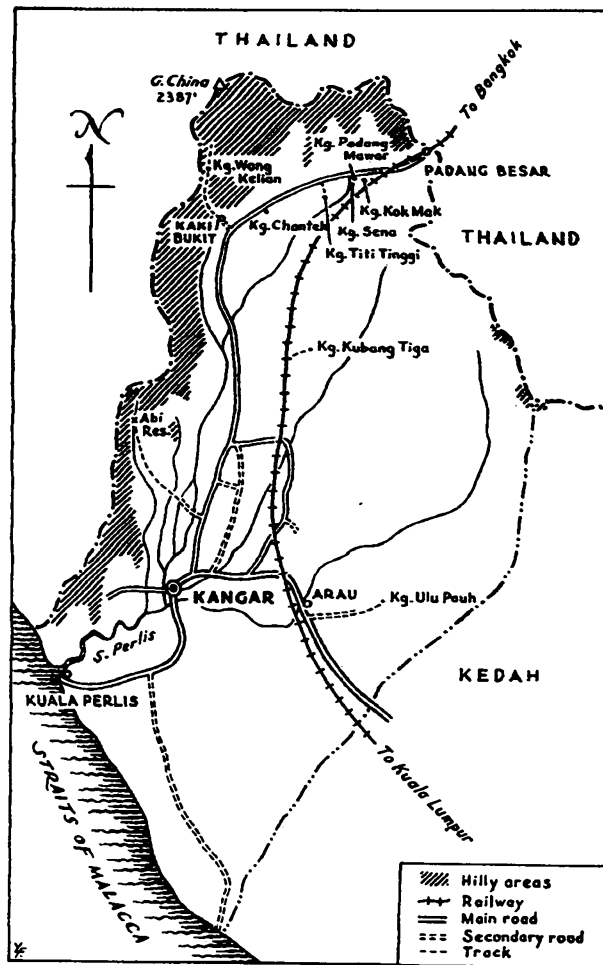 THAILAND
G. China
2387'
N
To Bangkok
Kg. Padang
Mawar
Kg. Wang
Kelian
PADANG BESAR
Kg. Kok Mak
KAKI
BUKIT
Kg. Chantek
Kg. Sena
THAILAND
Kg. Titi Tinggi
Kg. Kubang Tiga
Abi
Res.
KANGAR
ARAU
Kg. Ulu Pauh
S. Perlis
KEDAH
KUALA PERLIS
To Kuala Lumpur
STRAITS OF MALACCA
Hilly areas
Railway
Main road
Secondary road
Track